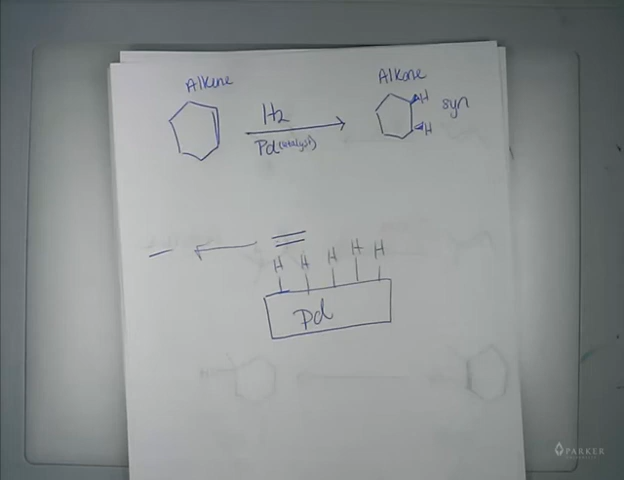 Alkene
Alkane
H₂
Pd(catalyst)
H
H
syn
H H H H H
Pd
PARKER